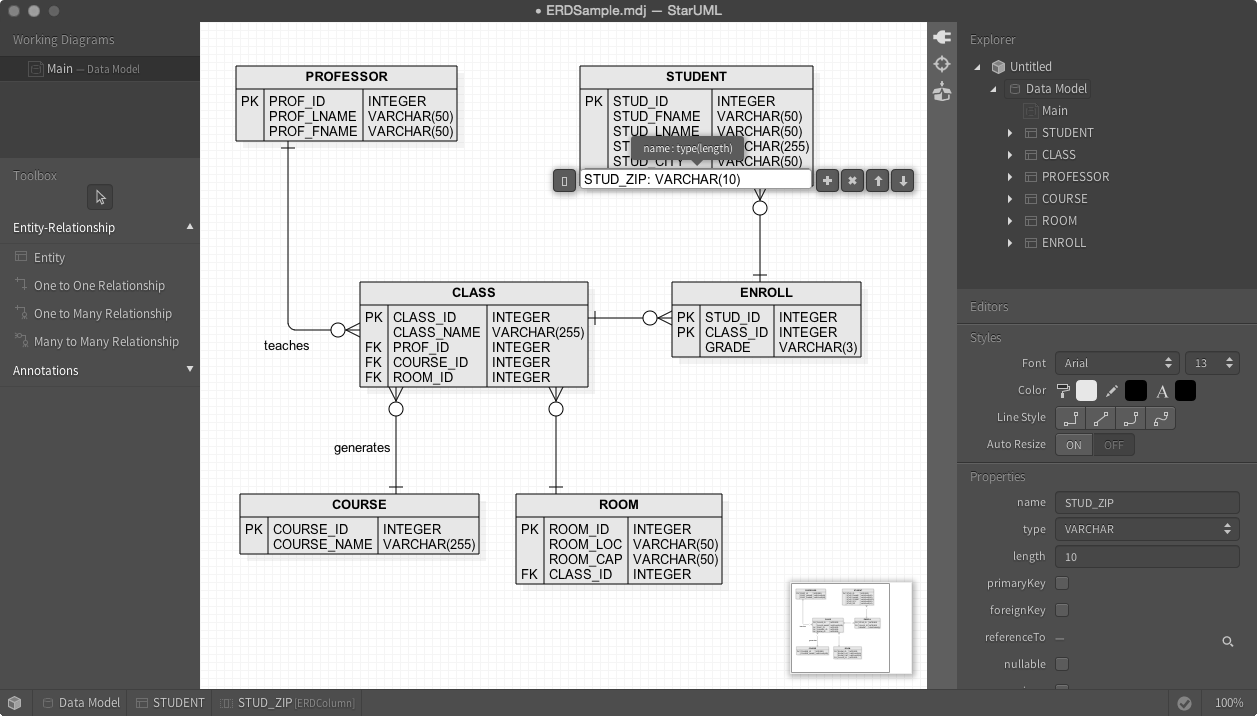 • ERDSample.mdj — StarUML
Working Diagrams
Main — Data Model
Toolbox
Entity-Relationship
Entity
One to One Relationship
One to Many Relationship
Many to Many Relationship
Annotations
PROFESSOR
PK PROF_ID INTEGER
PROF_LNAME VARCHAR(50)
PROF_FNAME VARCHAR(50)
STUDENT
PK STUD_ID INTEGER
STUD_FNAME VARCHAR(50)
STUD_LNAME VARCHAR(50)
VARCHAR(255)
STUD_CITY VARCHAR(50)
name : type(length)
STUD_ZIP: VARCHAR(10)
teaches
CLASS
PK CLASS_ID INTEGER
CLASS_NAME VARCHAR(255)
FK PROF_ID INTEGER
FK COURSE_ID INTEGER
FK ROOM_ID INTEGER
ENROLL
PK STUD_ID INTEGER
PK CLASS_ID INTEGER
GRADE VARCHAR(3)
generates
COURSE
PK COURSE_ID INTEGER
COURSE_NAME VARCHAR(255)
ROOM
PK ROOM_ID INTEGER
ROOM_LOC VARCHAR(50)
ROOM_CAP VARCHAR(50)
FK CLASS_ID INTEGER
Explorer
Untitled
Data Model
Main
STUDENT
CLASS
PROFESSOR
COURSE
ROOM
ENROLL
Editors
Styles
Font Arial 13
Color A
Line Style
Auto Resize ON OFF
Properties
name STUD_ZIP
type VARCHAR
length 10
primaryKey
foreignKey
referenceTo —
nullable
Data Model STUDENT STUD_ZIP [ERDColumn] 100%